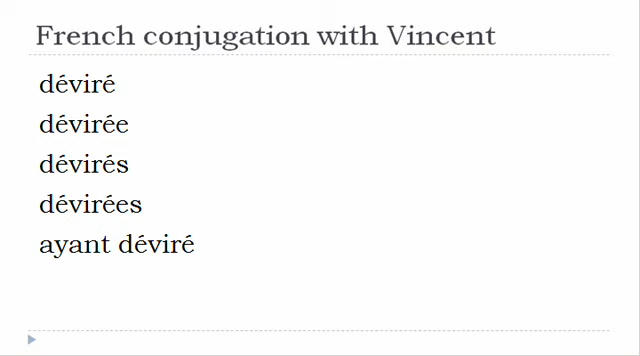 French conjugation with Vincent
déviré
dévirée
dévirés
dévirées
ayant déviré